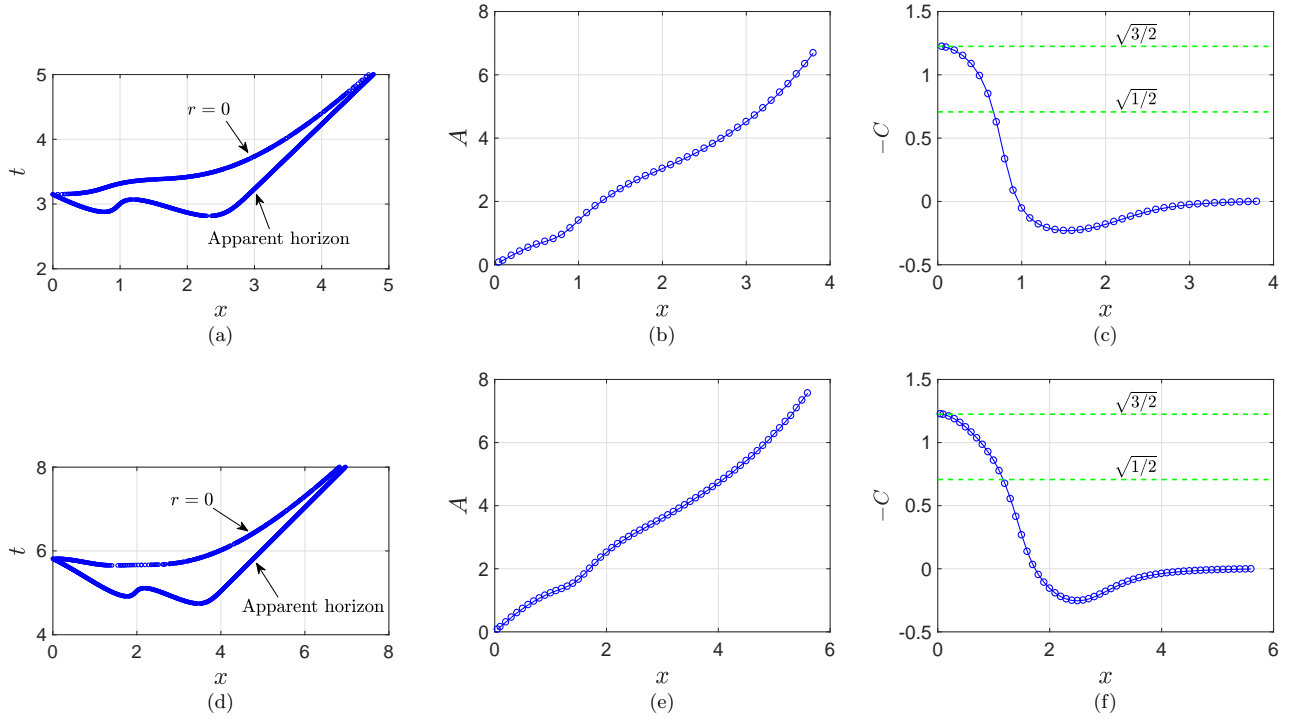 5
4
3
2
t
r = 0
Apparent horizon
0 1 2 3 4 5
x
(a)
8
6
4
2
0
A
0 1 2 3 4
x
(b)
1.5
1
0.5
0
-0.5
−C
√3/2
√1/2
0 1 2 3 4
x
(c)
8
6
4
t
r = 0
Apparent horizon
0 2 4 6 8
x
(d)
8
6
4
2
0
A
0 2 4 6
x
(e)
1.5
1
0.5
0
-0.5
−C
√3/2
√1/2
0 2 4 6
x
(f)